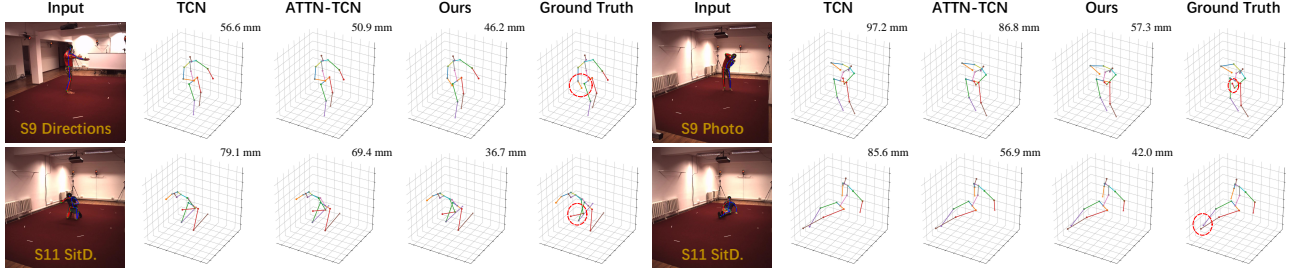 Input TCN ATTN-TCN Ours Ground Truth Input TCN ATTN-TCN Ours Ground Truth
56.6 mm 50.9 mm 46.2 mm 97.2 mm 86.8 mm 57.3 mm
S9 Directions S9 Photo
79.1 mm 69.4 mm 36.7 mm 85.6 mm 56.9 mm 42.0 mm
S11 SitD. S11 SitD.